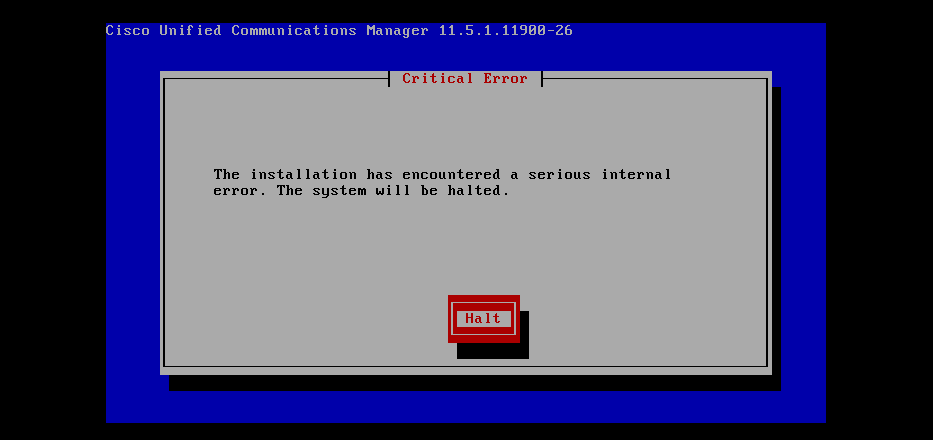 Cisco Unified Communications Manager 11.5.1.11900-26
Critical Error
The installation has encountered a serious internal
error. The system will be halted.
Halt